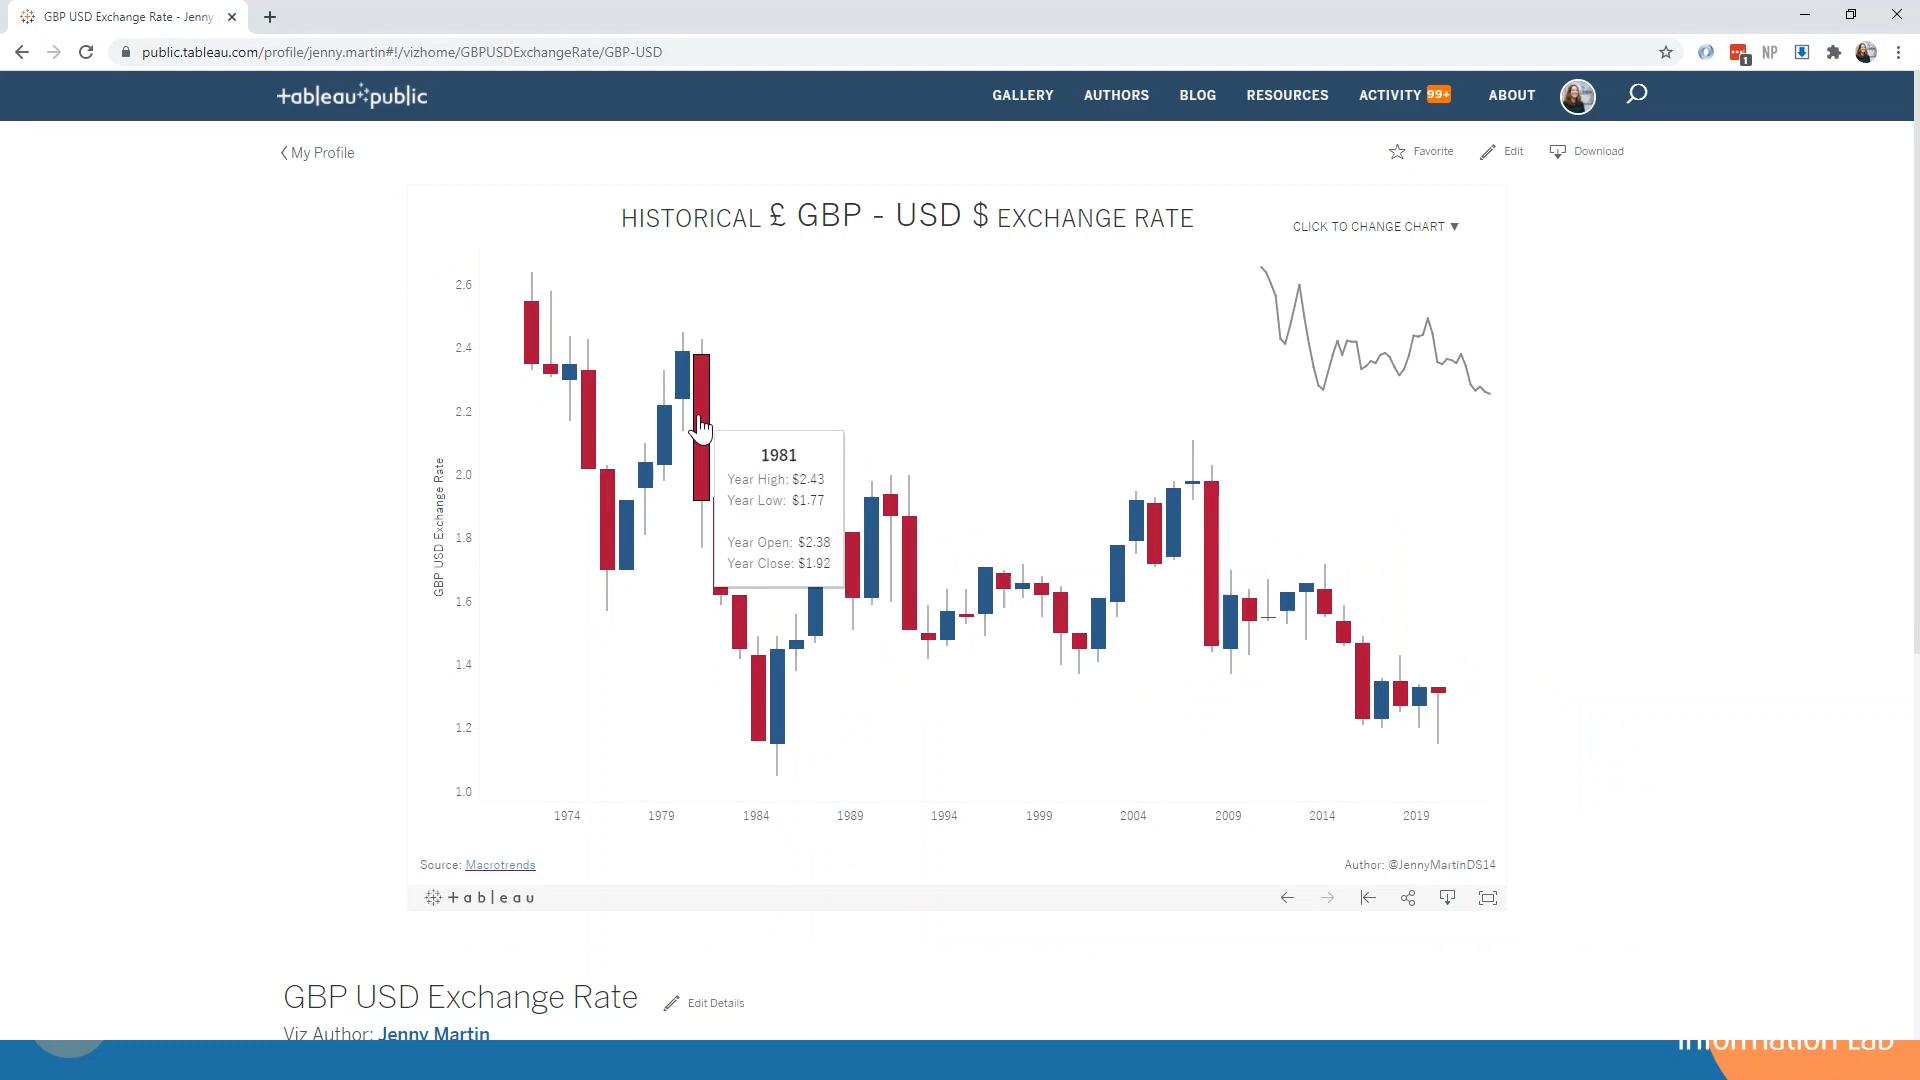 GBP USD Exchange Rate - Jenny
public.tableau.com/profile/jenny.martin#!/vizhome/GBPUSDExchangeRate/GBP-USD
1
NP
+ableau public
GALLERY AUTHORS BLOG RESOURCES ACTIVITY 99+ ABOUT
My Profile
Favorite Edit Download
HISTORICAL £ GBP - USD $ EXCHANGE RATE
CLICK TO CHANGE CHART ▼
GBP USD Exchange Rate
2.6
2.4
2.2
2.0
1.8
1.6
1.4
1.2
1.0
1981
Year High: $2.43
Year Low: $1.77
Year Open: $2.38
Year Close: $1.92
1974 1979 1984 1989 1994 1999 2004 2009 2014 2019
Source: Macrotrends
Author: @JennyMartinDS14
+ableau
GBP USD Exchange Rate
Edit Details
Viz Author: Jenny Martin
Information Lab